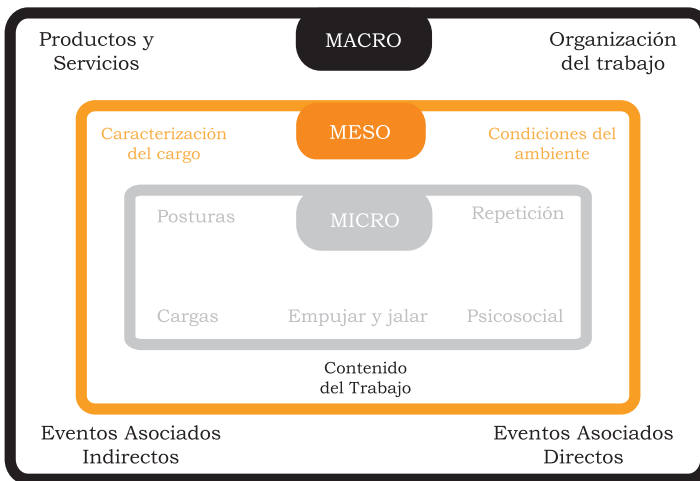 Productos y
Servicios
MACRO
Organización
del trabajo
Caracterización
del cargo
MESO
Condiciones del
ambiente
Posturas
MICRO
Repetición
Cargas
Empujar y jalar
Psicosocial
Contenido
del Trabajo
Eventos Asociados
Indirectos
Eventos Asociados
Directos